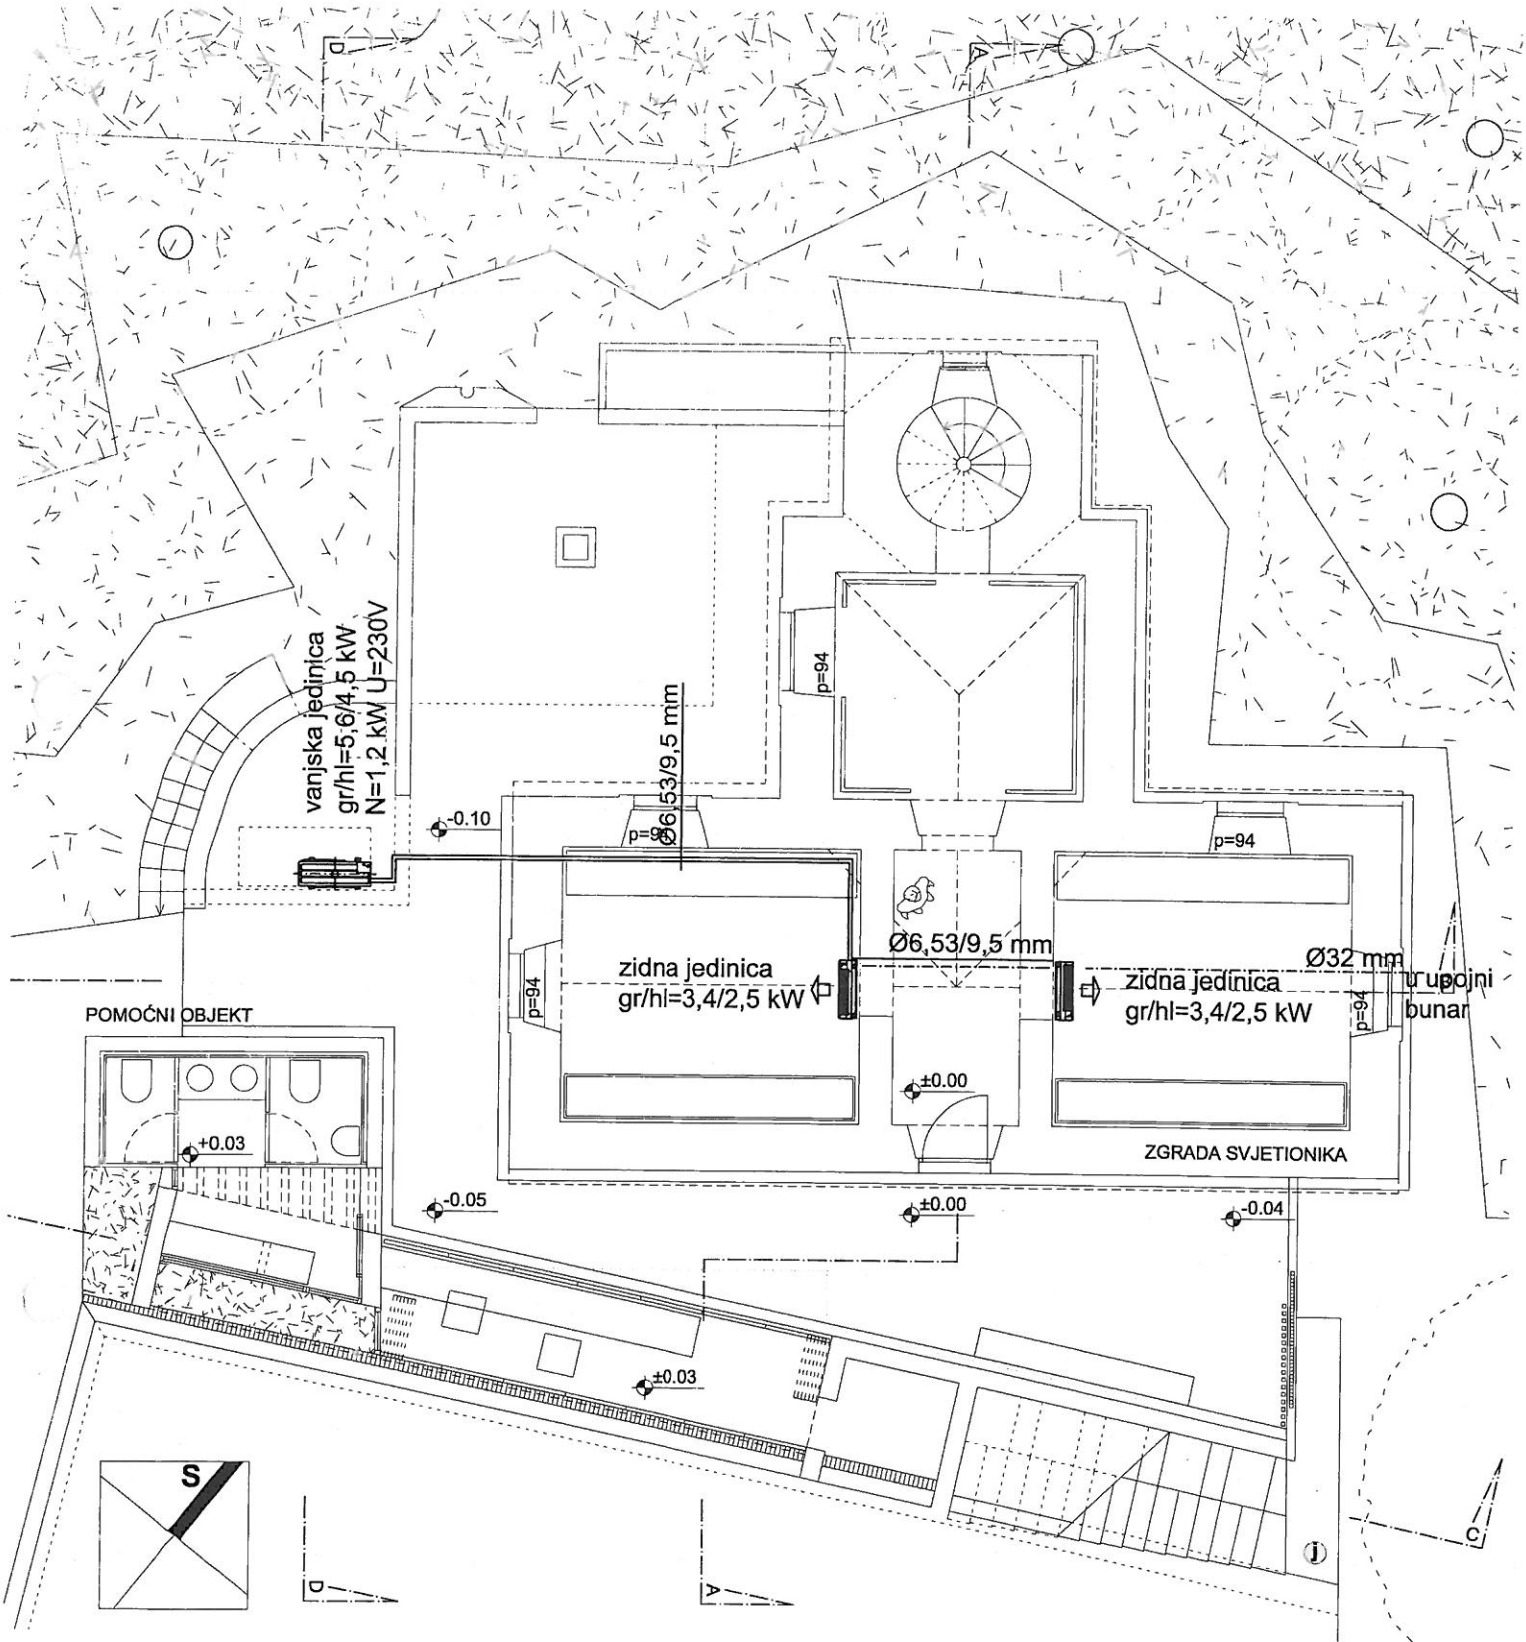 D
A
vanjska jedinica
gr/hl=5,6/4,5 kW
N=1,2 kW U=230V
p=94
Ø6,53/9,5 mm
-0.10
p=94
p=94
Ø6,53/9,5 mm
Ø32 mm
zidna jedinica
gr/hl=3,4/2,5 kW
zidna jedinica
gr/hl=3,4/2,5 kW
u upojni
bunar
p=94
p=94
POMOĆNI OBJEKT
±0.00
+0.03
ZGRADA SVJETIONIKA
-0.05
±0.00
-0.04
±0.03
S
C
j
D
A